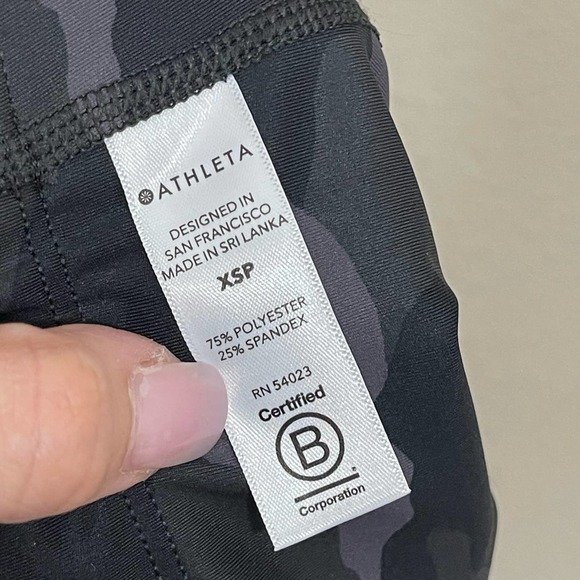 ATHLETA
DESIGNED IN
SAN FRANCISCO
MADE IN SRI LANKA
XSP
75% POLYESTER
25% SPANDEX
RN 54023
Certified
B
Corporation